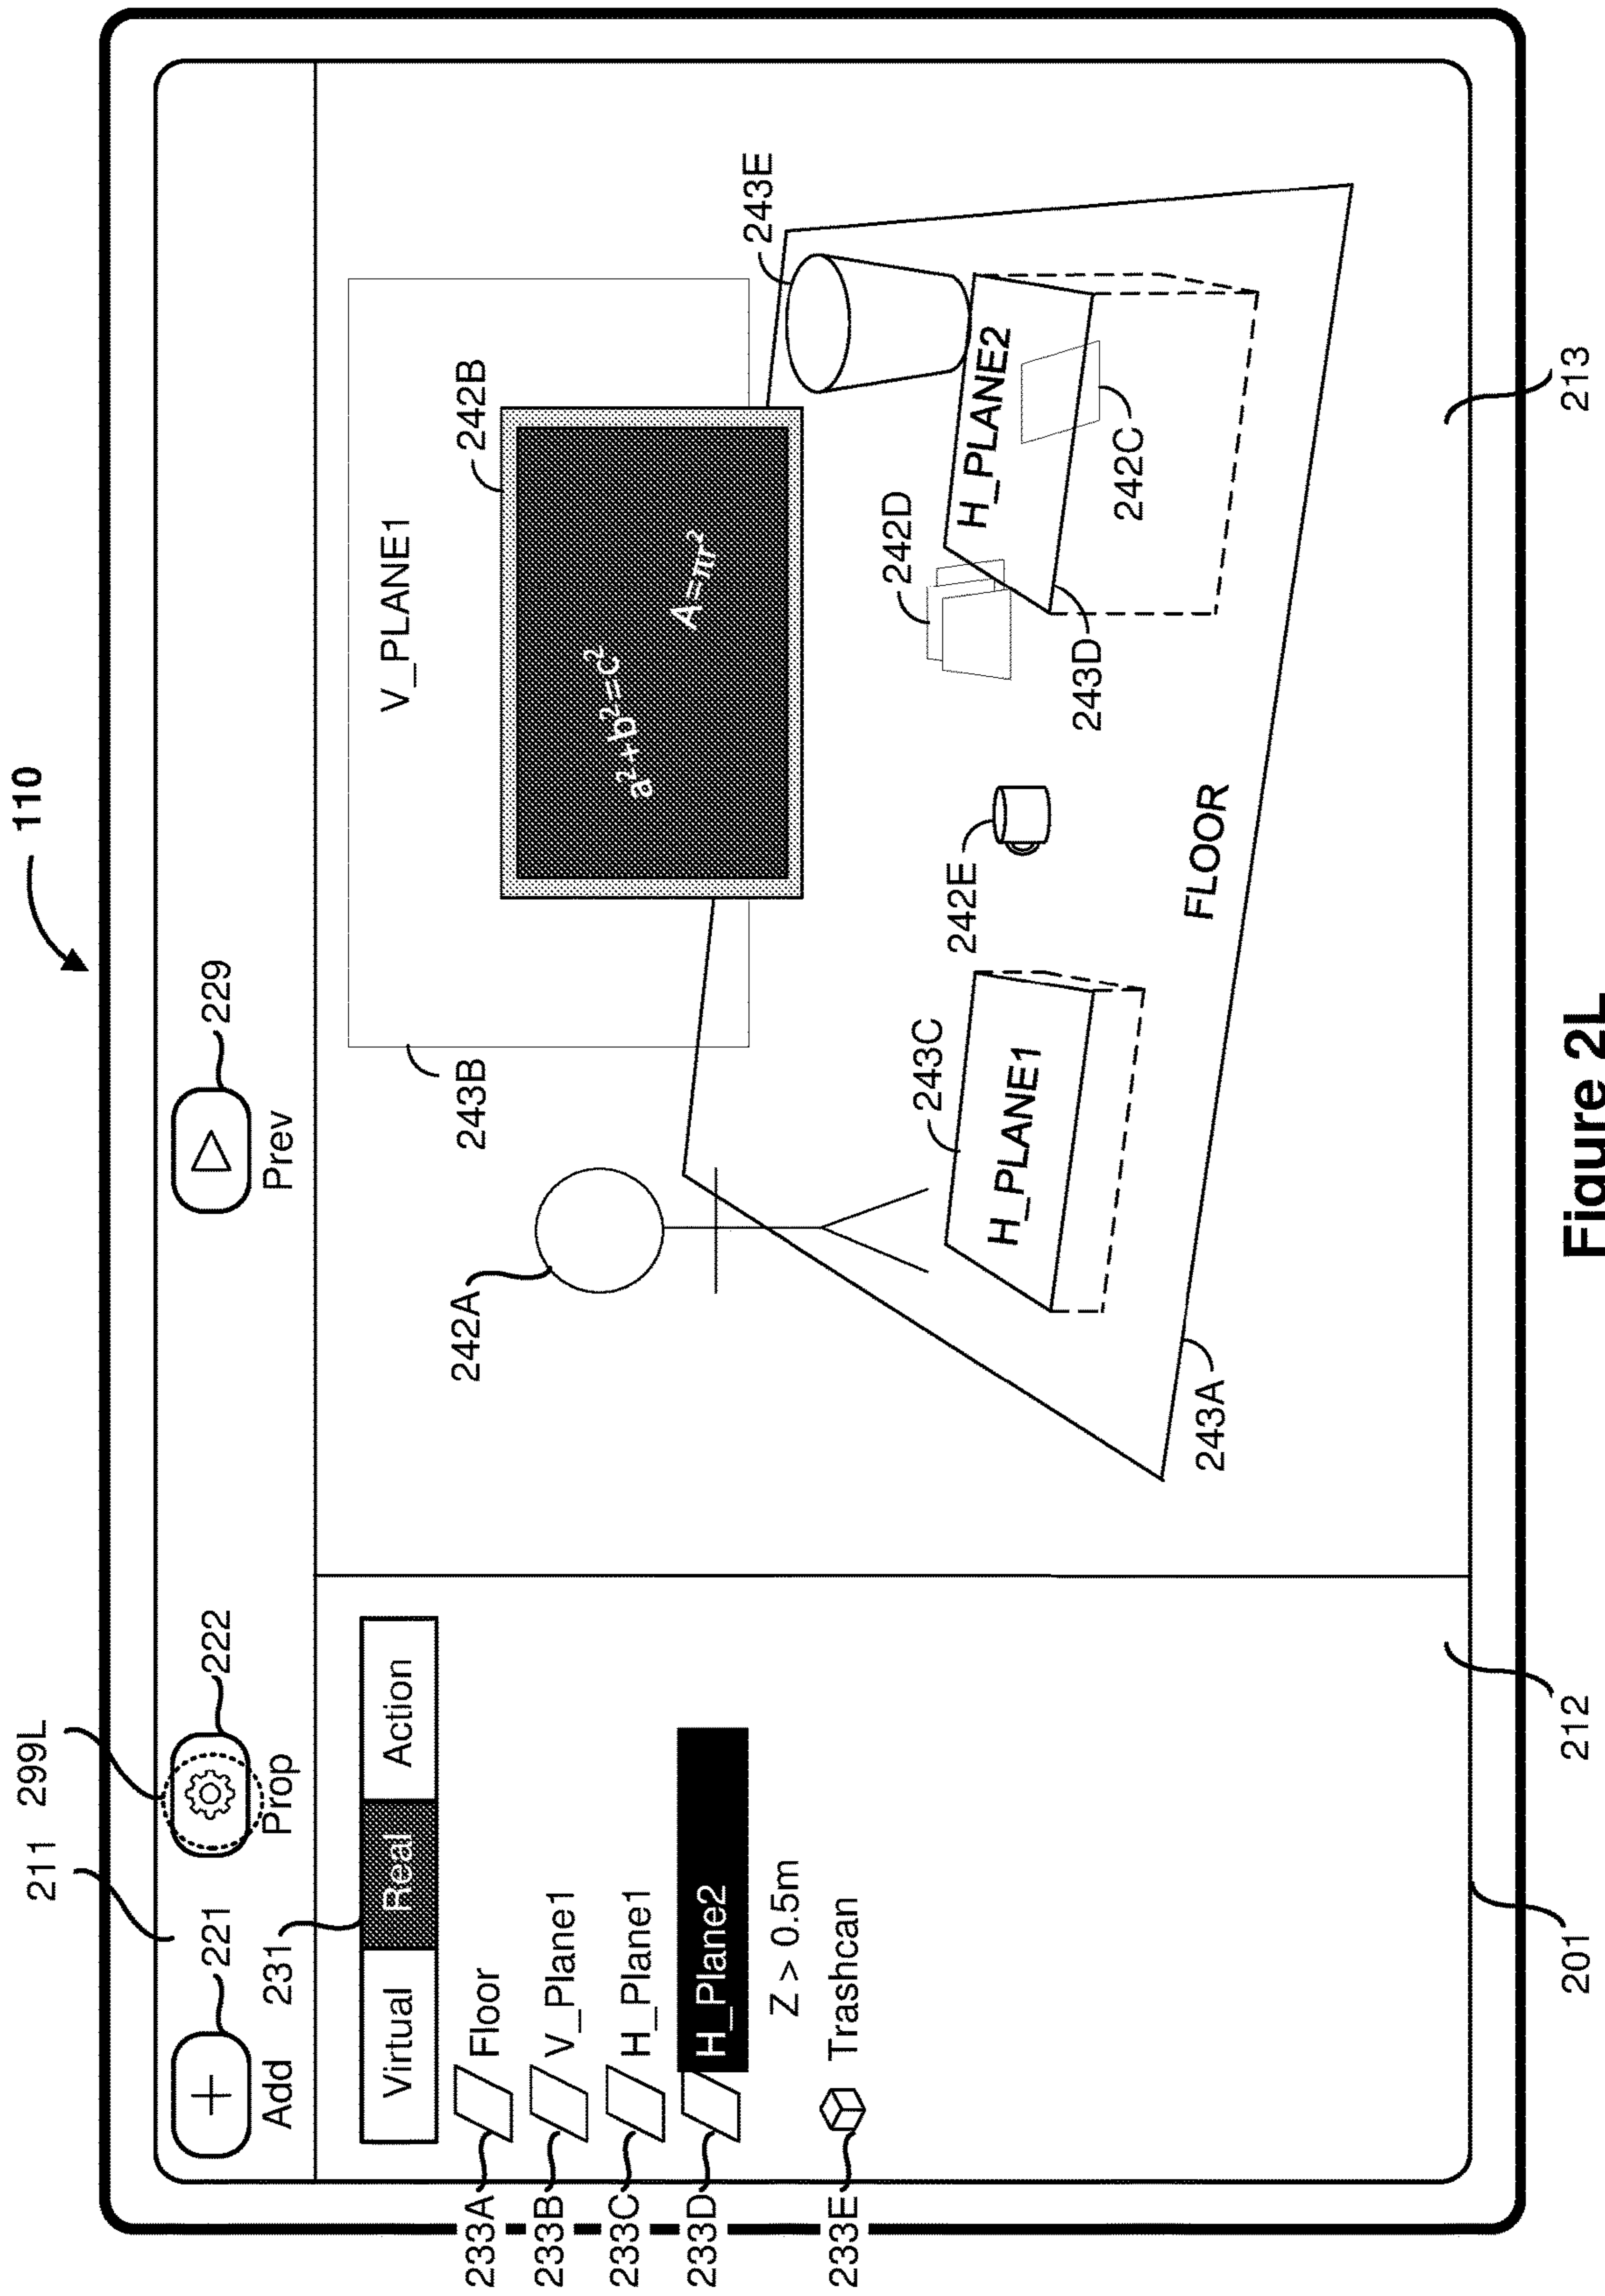 110
211
299L
221
222
229
Add
Prop
Prev
231
Virtual
Real
Action
233A
Floor
233B
V_Plane1
233C
H_Plane1
233D
H_Plane2
Z > 0.5m
233E
Trashcan
243B
V_PLANE1
242A
242B
a²+b²=c²
A=πr²
243E
243C
H_PLANE1
242E
242D
H_PLANE2
242C
243D
FLOOR
243A
201
212
213
Figure 2L